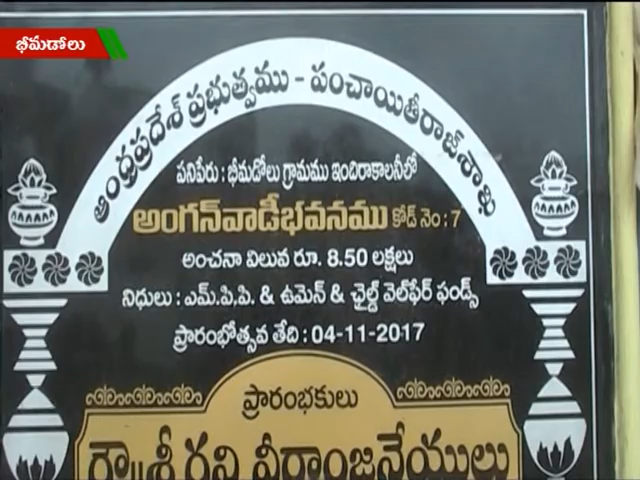 భీమడోలు
ఆంధ్రప్రదేశ్ ప్రభుత్వము - పంచాయితీరాజ్‌శాఖ
పనిపేరు : భీమడోలు గ్రామము ఇందిరాకాలనీలో
అంగన్‌వాడీభవనము కోడ్ నెం : 7
అంచనా విలువ రూ. 8.50 లక్షలు
నిధులు : ఎమ్.పి.పి. & ఉమెన్ & ఛైల్డ్ వెల్‌ఫేర్ ఫండ్స్
ప్రారంభోత్సవ తేది : 04-11-2017
ప్రారంభకులు
గౌ||శ్రీ గని వీరాంజనేయులు